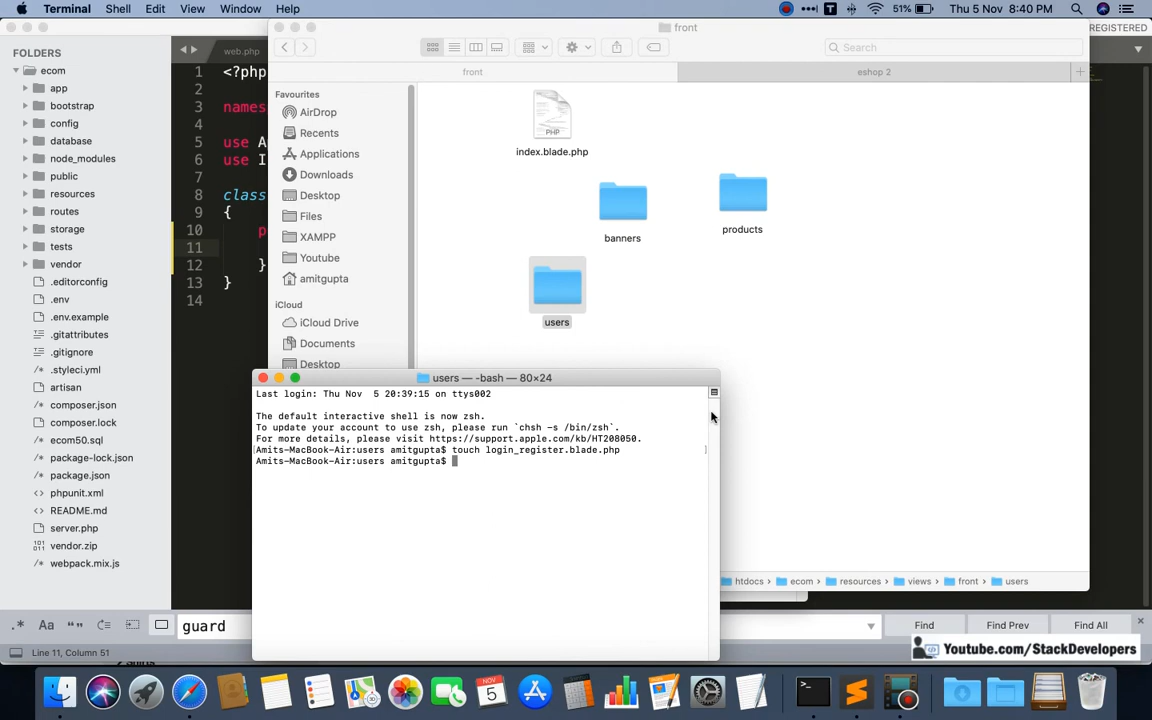 Terminal Shell Edit View Window Help 51% Thu 5 Nov 8:40 PM
front
REGISTERED
FOLDERS
ecom
app
bootstrap
config
database
node_modules
public
resources
routes
storage
tests
vendor
.editorconfig
.env
.env.example
.gitattributes
.gitignore
.styleci.yml
artisan
composer.json
composer.lock
ecom50.sql
package-lock.json
package.json
phpunit.xml
README.md
server.php
vendor.zip
webpack.mix.js
web.php
1 <?php
2
3
4
5 use
6 use
7
8 class
9 {
10
11
12 }
13 }
14
Search
front
eshop 2
Favourites
AirDrop
Recents
Applications
Downloads
Desktop
Files
XAMPP
Youtube
amitgupta
iCloud
iCloud Drive
Documents
Desktop
PHP
index.blade.php
banners
products
users
htdocs ecom resources views front users
users — -bash — 80×24
Last login: Thu Nov  5 20:39:15 on ttys002
The default interactive shell is now zsh.
To update your account to use zsh, please run `chsh -s /bin/zsh`.
For more details, please visit https://support.apple.com/kb/HT208050.
Amits-MacBook-Air:users amitgupta$ touch login_register.blade.php
Amits-MacBook-Air:users amitgupta$
.* Aa “” guard Find Find Prev Find All
Line 11, Column 51
Youtube.com/StackDevelopers
NOV
5